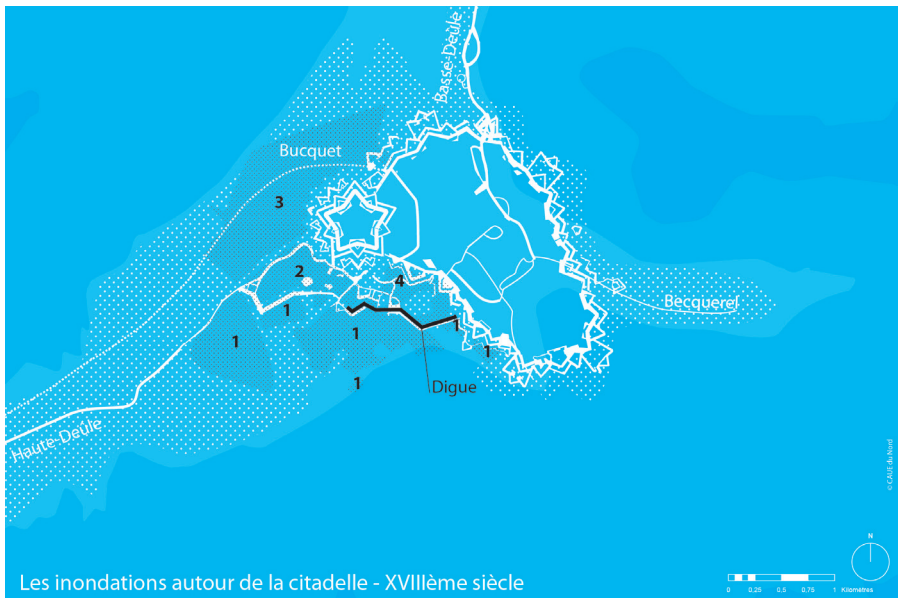 Basse-Deûle
Bucquet
3
2
4
Becquerel
1
1
1
1
1
1
Digue
Haute-Deûle
© CAUE du Nord
N
Les inondations autour de la citadelle - XVIIIème siècle
0 0,25 0,5 0,75 1 Kilomètres